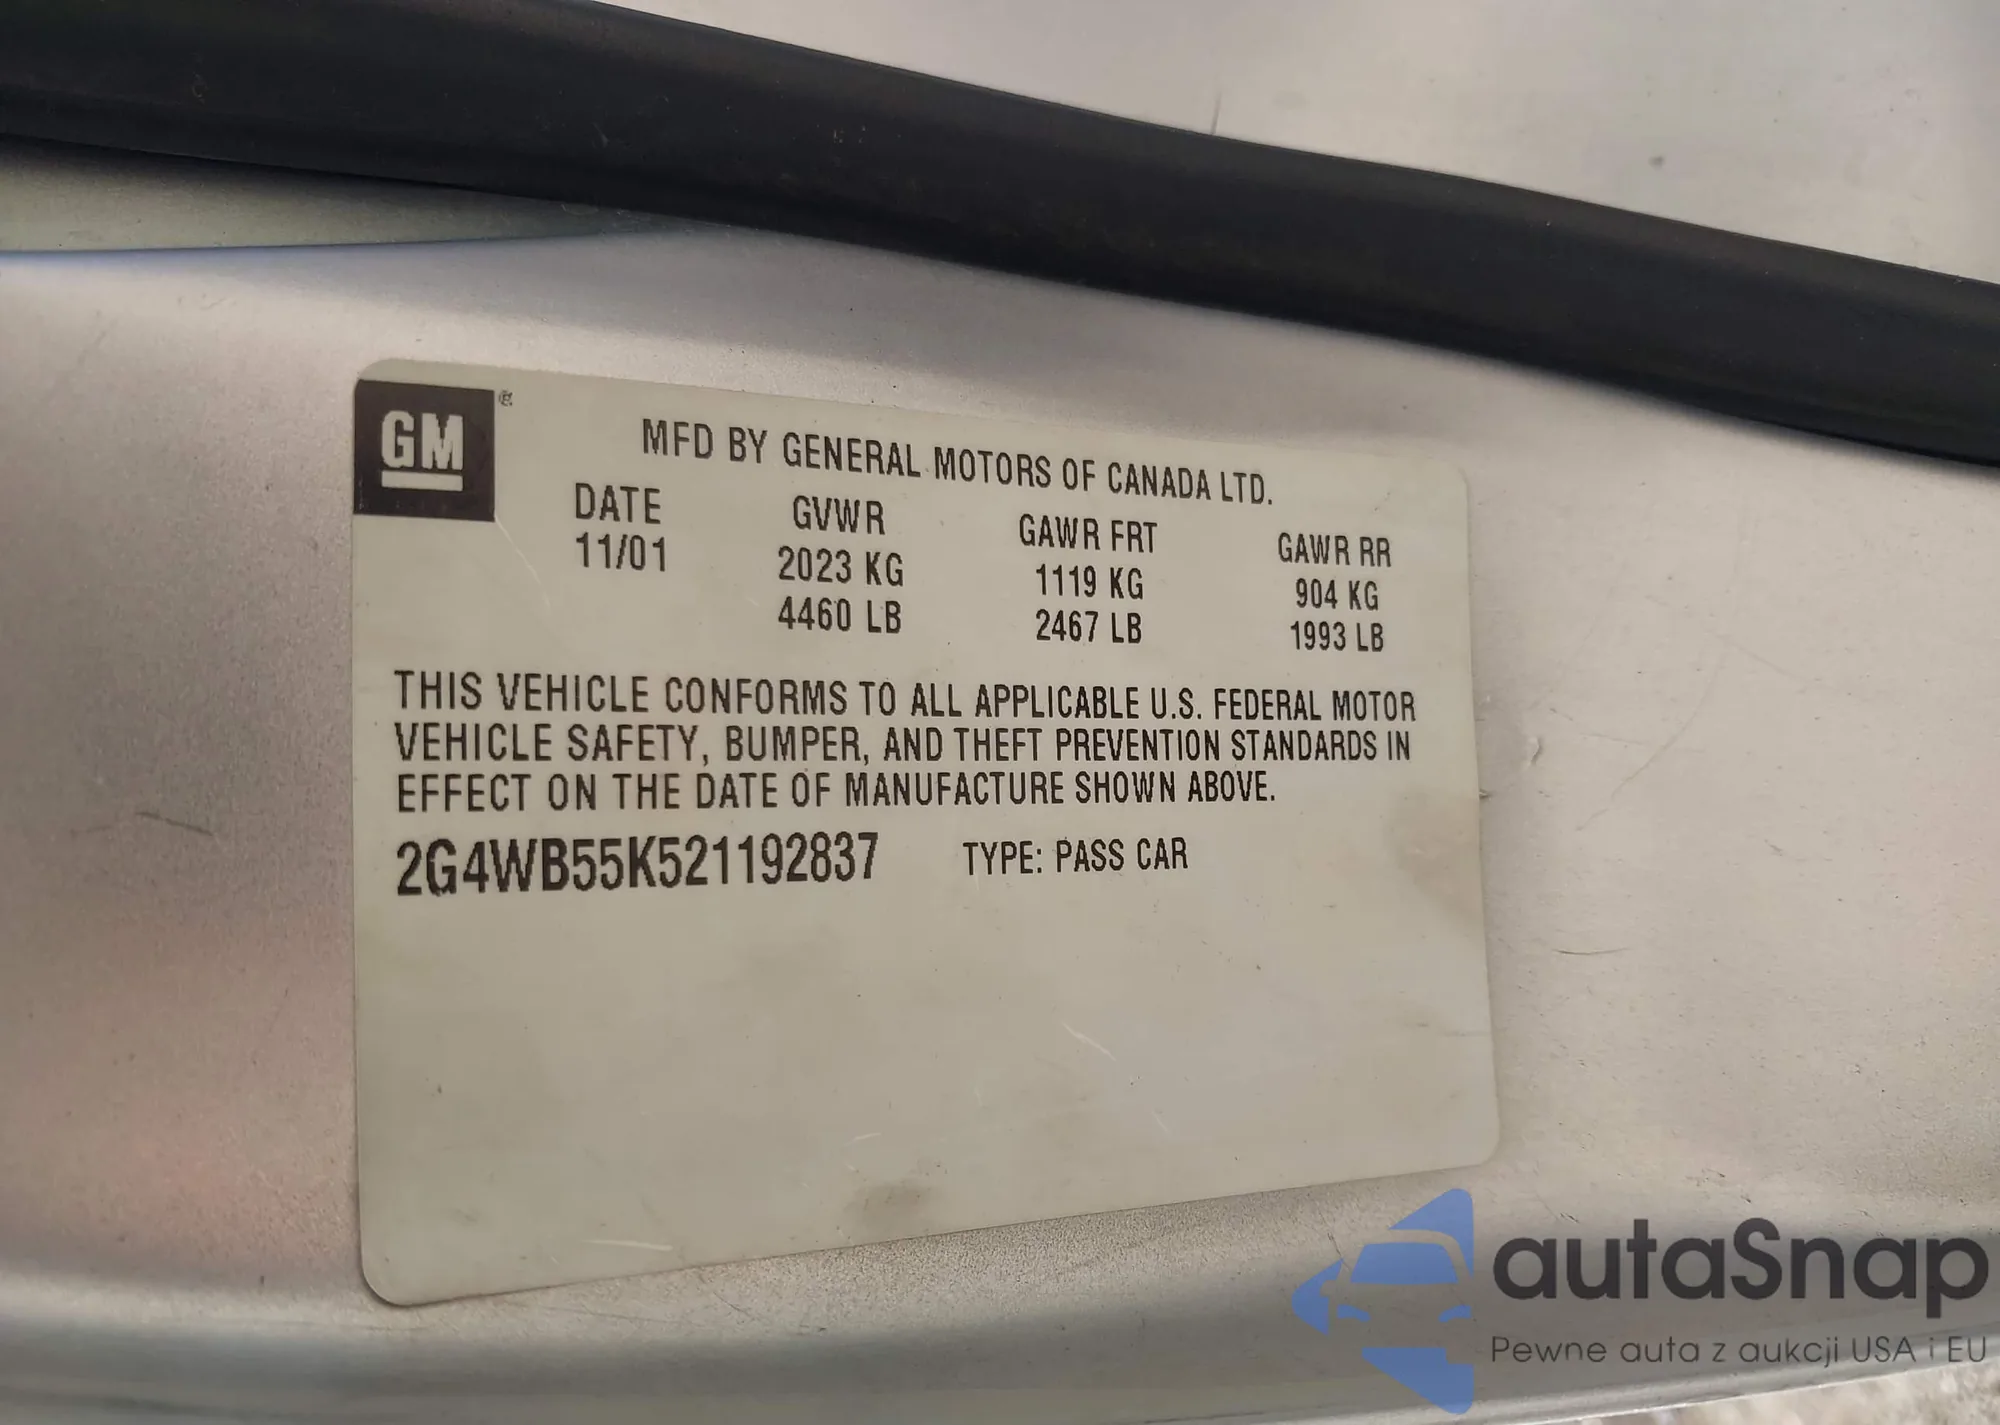 GM®
MFD BY GENERAL MOTORS OF CANADA LTD.
DATE GVWR GAWR FRT GAWR RR
11/01 2023 KG 1119 KG 904 KG
4460 LB 2467 LB 1993 LB
THIS VEHICLE CONFORMS TO ALL APPLICABLE U.S. FEDERAL MOTOR
VEHICLE SAFETY, BUMPER, AND THEFT PREVENTION STANDARDS IN
EFFECT ON THE DATE OF MANUFACTURE SHOWN ABOVE.
2G4WB55K521192837 TYPE: PASS CAR
autaSnap
Pewne auta z aukcji USA i EU